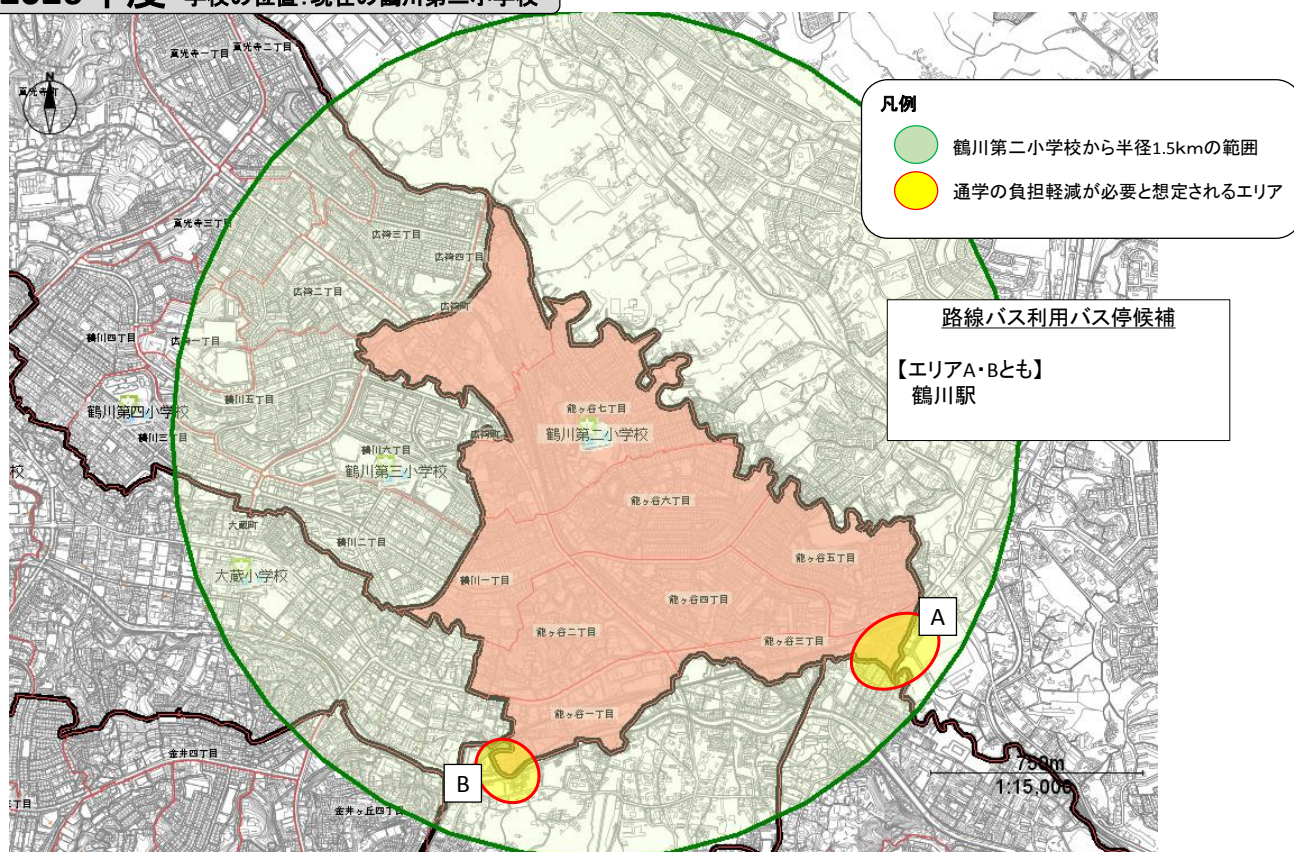 学校の位置:現在の鶴川第二小学校
真光寺一丁目
真光寺二丁目
N
凡例
鶴川第二小学校から半径1.5kmの範囲
通学の負担軽減が必要と想定されるエリア
真光寺三丁目
広袴三丁目
広袴四丁目
広袴二丁目
広袴町
路線バス利用バス停候補
【エリアA・Bとも】
鶴川駅
鶴川四丁目
広袴一丁目
鶴川五丁目
鶴川第四小学校
鶴川三丁目
能ヶ谷七丁目
鶴川第二小学校
広袴町
鶴川六丁目
鶴川第三小学校
校
能ヶ谷六丁目
大蔵町
鶴川二丁目
能ヶ谷五丁目
大蔵小学校
鶴川一丁目
能ヶ谷四丁目
A
能ヶ谷二丁目
能ヶ谷三丁目
能ヶ谷一丁目
金井四丁目
B
750m
1:15,000
金井ヶ丘四丁目